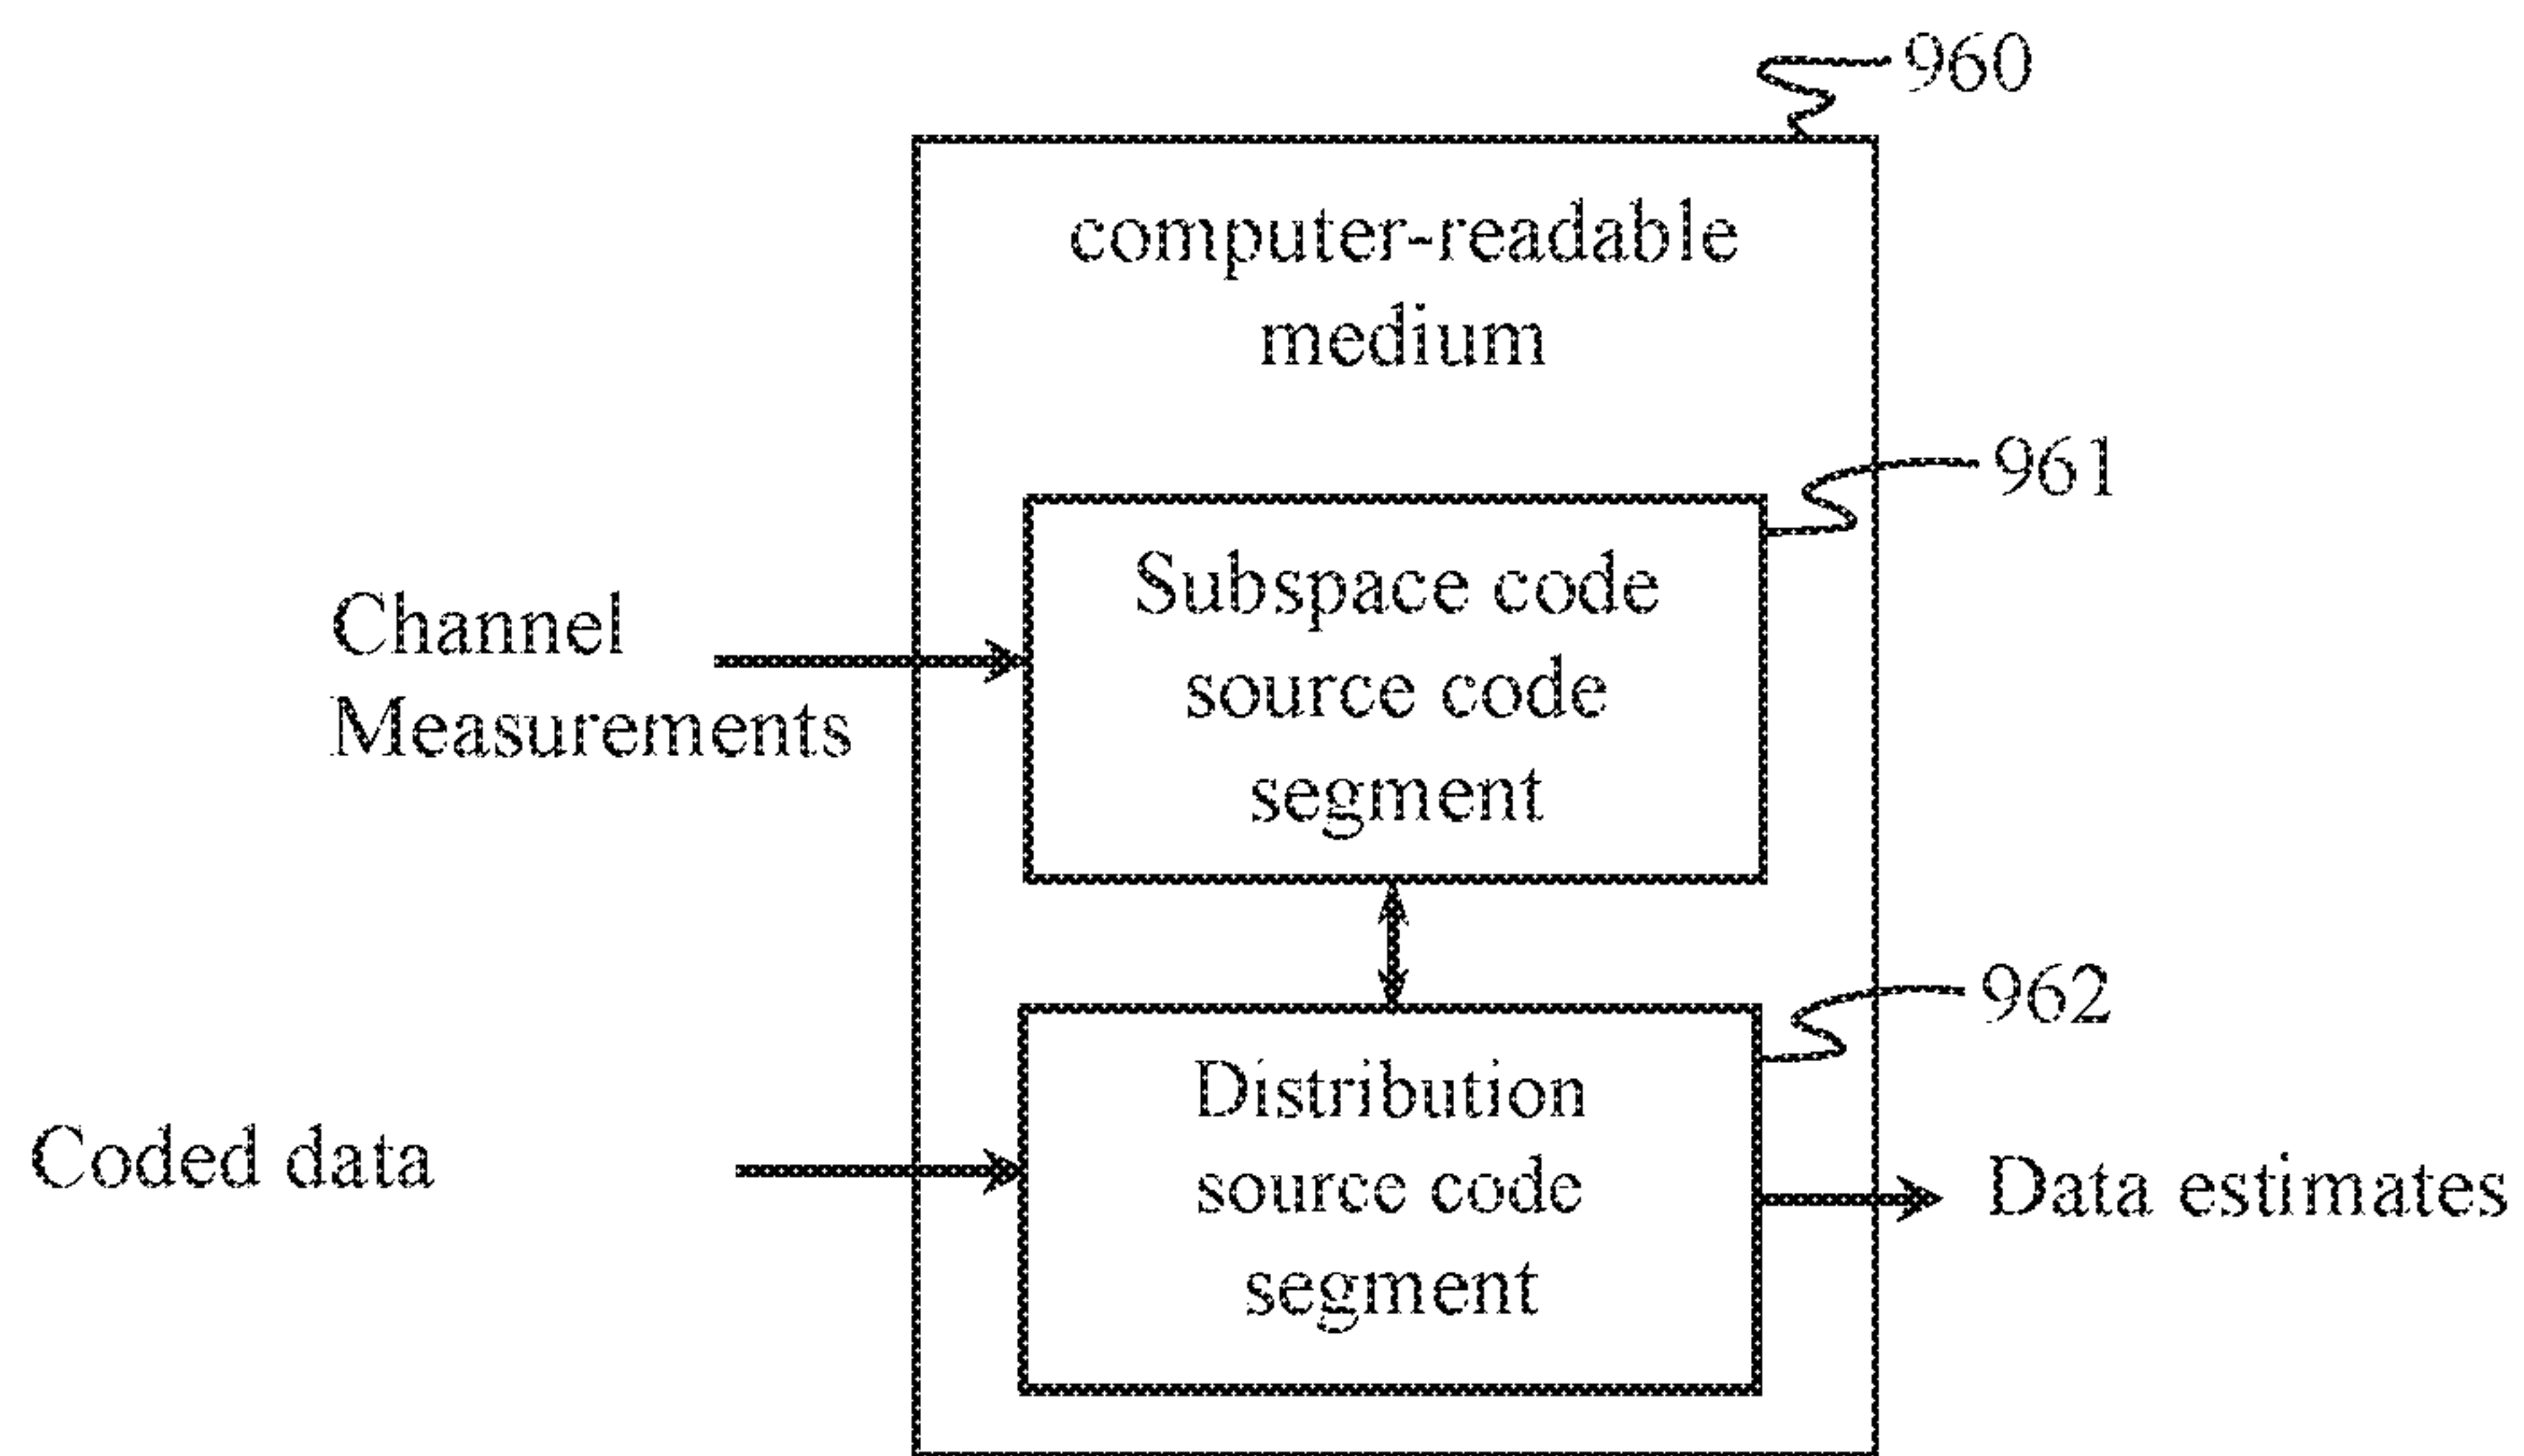 960
computer-readable
medium
961
Subspace code
source code
segment
Channel
Measurements
962
Distribution
source code
segment
Coded data
Data estimates